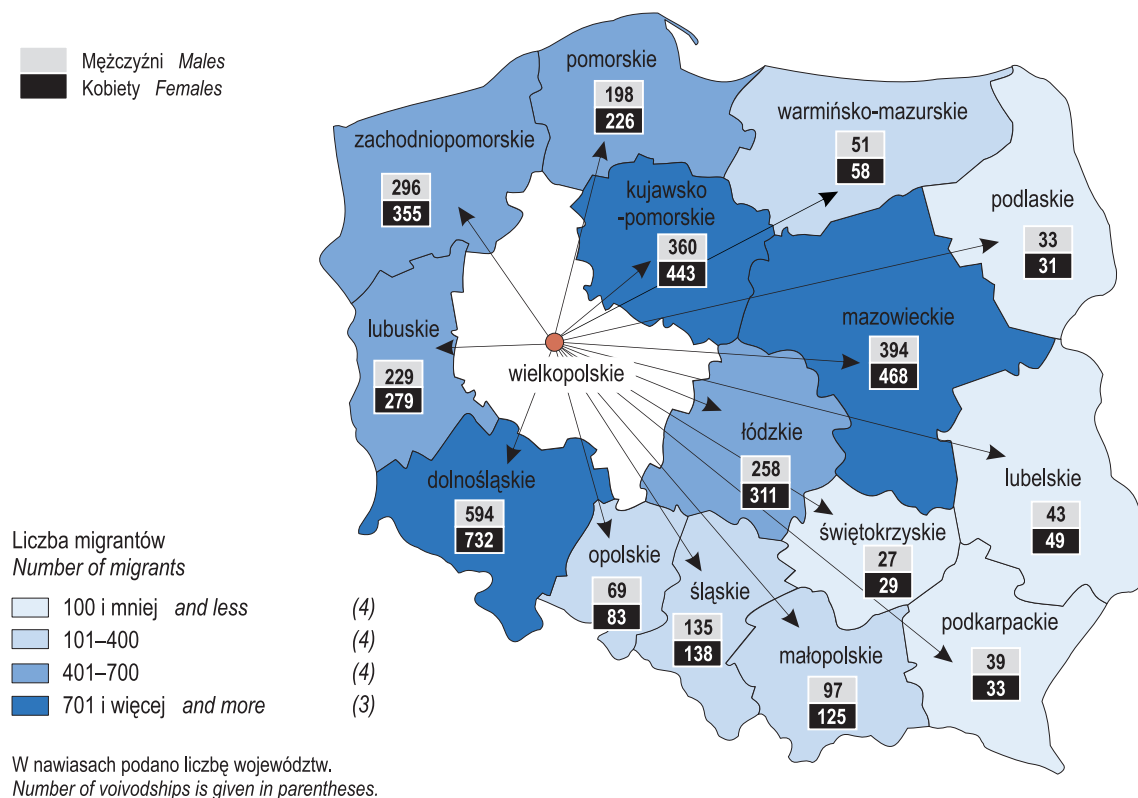 Mężczyźni Males
Kobiety Females
pomorskie
198
226
warmińsko-mazurskie
51
58
zachodniopomorskie
296
355
kujawsko
-pomorskie
360
443
podlaskie
33
31
lubuskie
229
279
wielkopolskie
mazowieckie
394
468
łódzkie
258
311
dolnośląskie
594
732
lubelskie
43
49
opolskie
69
83
śląskie
135
138
świętokrzyskie
27
29
małopolskie
97
125
podkarpackie
39
33
Liczba migrantów
Number of migrants
100 i mniej and less (4)
101–400 (4)
401–700 (4)
701 i więcej and more (3)
W nawiasach podano liczbę województw.
Number of voivodships is given in parentheses.